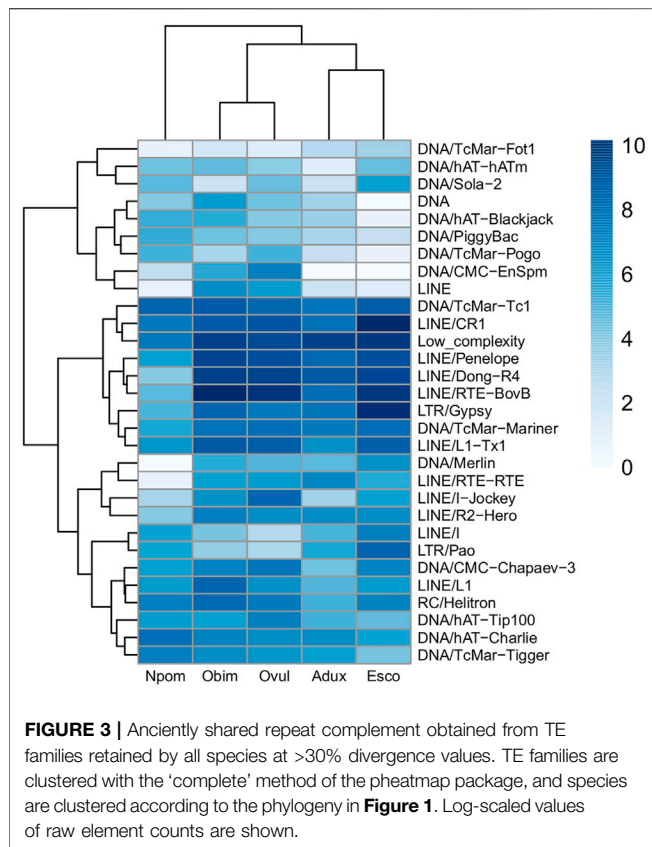 DNA/TcMar−Fot1
DNA/hAT−hATm
DNA/Sola−2
DNA
DNA/hAT−Blackjack
DNA/PiggyBac
DNA/TcMar−Pogo
DNA/CMC−EnSpm
LINE
DNA/TcMar−Tc1
LINE/CR1
Low_complexity
LINE/Penelope
LINE/Dong−R4
LINE/RTE−BovB
LTR/Gypsy
DNA/TcMar−Mariner
LINE/L1−Tx1
DNA/Merlin
LINE/RTE−RTE
LINE/I−Jockey
LINE/R2−Hero
LINE/I
LTR/Pao
DNA/CMC−Chapaev−3
LINE/L1
RC/Helitron
DNA/hAT−Tip100
DNA/hAT−Charlie
DNA/TcMar−Tigger
Npom Obim Ovul Adux Esco
10
8
6
4
2
0
FIGURE 3 | Anciently shared repeat complement obtained from TE
families retained by all species at >30% divergence values. TE families are
clustered with the ‘complete’ method of the pheatmap package, and species
are clustered according to the phylogeny in Figure 1. Log-scaled values
of raw element counts are shown.